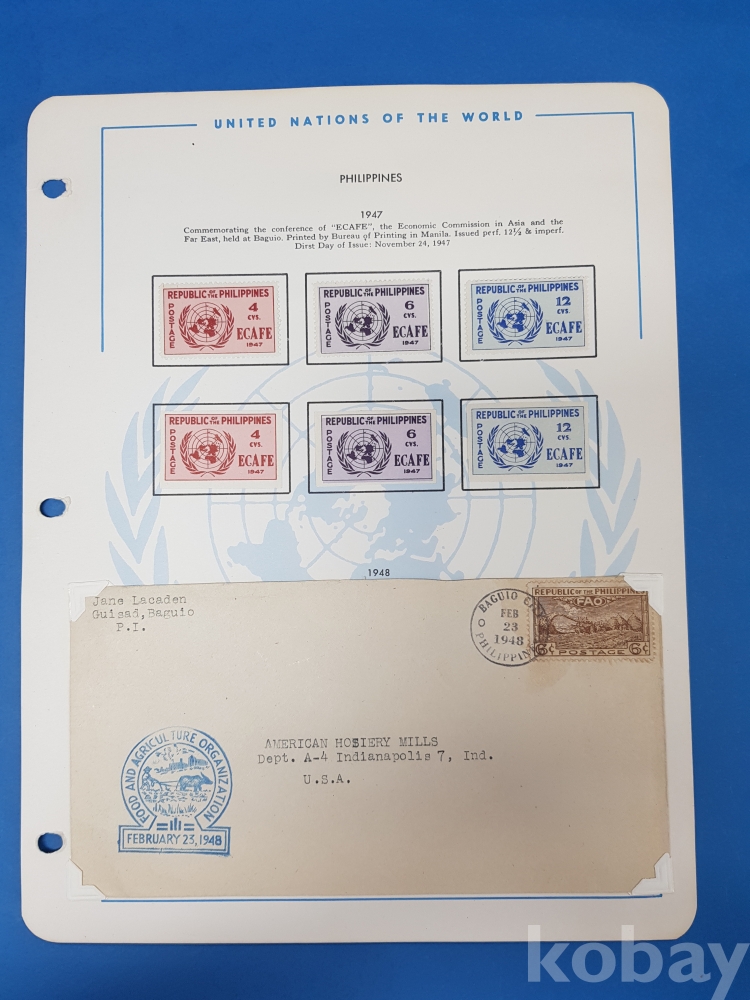 UNITED NATIONS OF THE WORLD
PHILIPPINES
1947
Commemorating the conference of "ECAFE", the Economic Commission in Asia and the
Far East, held at Baguio. Printed by Bureau of Printing in Manila. Issued perf. 12½ & imperf.
Dirst Day of Issue: November 24, 1947
REPUBLIC OF THE PHILIPPINES
POSTAGE
4
CVS.
ECAFE
1947
REPUBLIC OF THE PHILIPPINES
POSTAGE
6
CVS.
ECAFE
1947
REPUBLIC OF THE PHILIPPINES
POSTAGE
12
CVS.
ECAFE
1947
REPUBLIC OF THE PHILIPPINES
POSTAGE
4
CVS.
ECAFE
1947
REPUBLIC OF THE PHILIPPINES
POSTAGE
6
CVS.
ECAFE
1947
REPUBLIC OF THE PHILIPPINES
POSTAGE
12
CVS.
ECAFE
1947
1948
Jane Lacaden
Guisad, Baguio
P.I.
BAGUIO
FEB
23
1948
PHILIPPIN
REPUBLIC OF THE PHILIPPIN
FAO
6¢ POSTAGE 6¢
AMERICAN HOSIERY MILLS
Dept. A-4 Indianapolis 7, Ind.
U.S.A.
FOOD AND AGRICULTURE ORGANIZATION
FEBRUARY 23, 1948
kobay